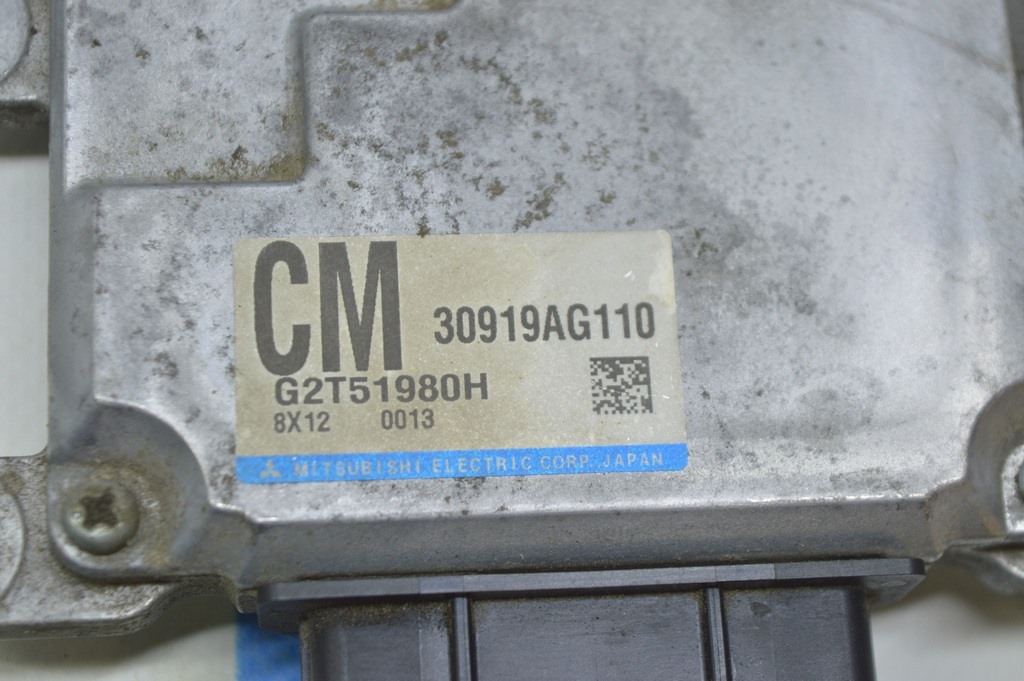 CM 30919AG110
G2T51980H
8X12 0013
MITSUBISHI ELECTRIC CORP. JAPAN